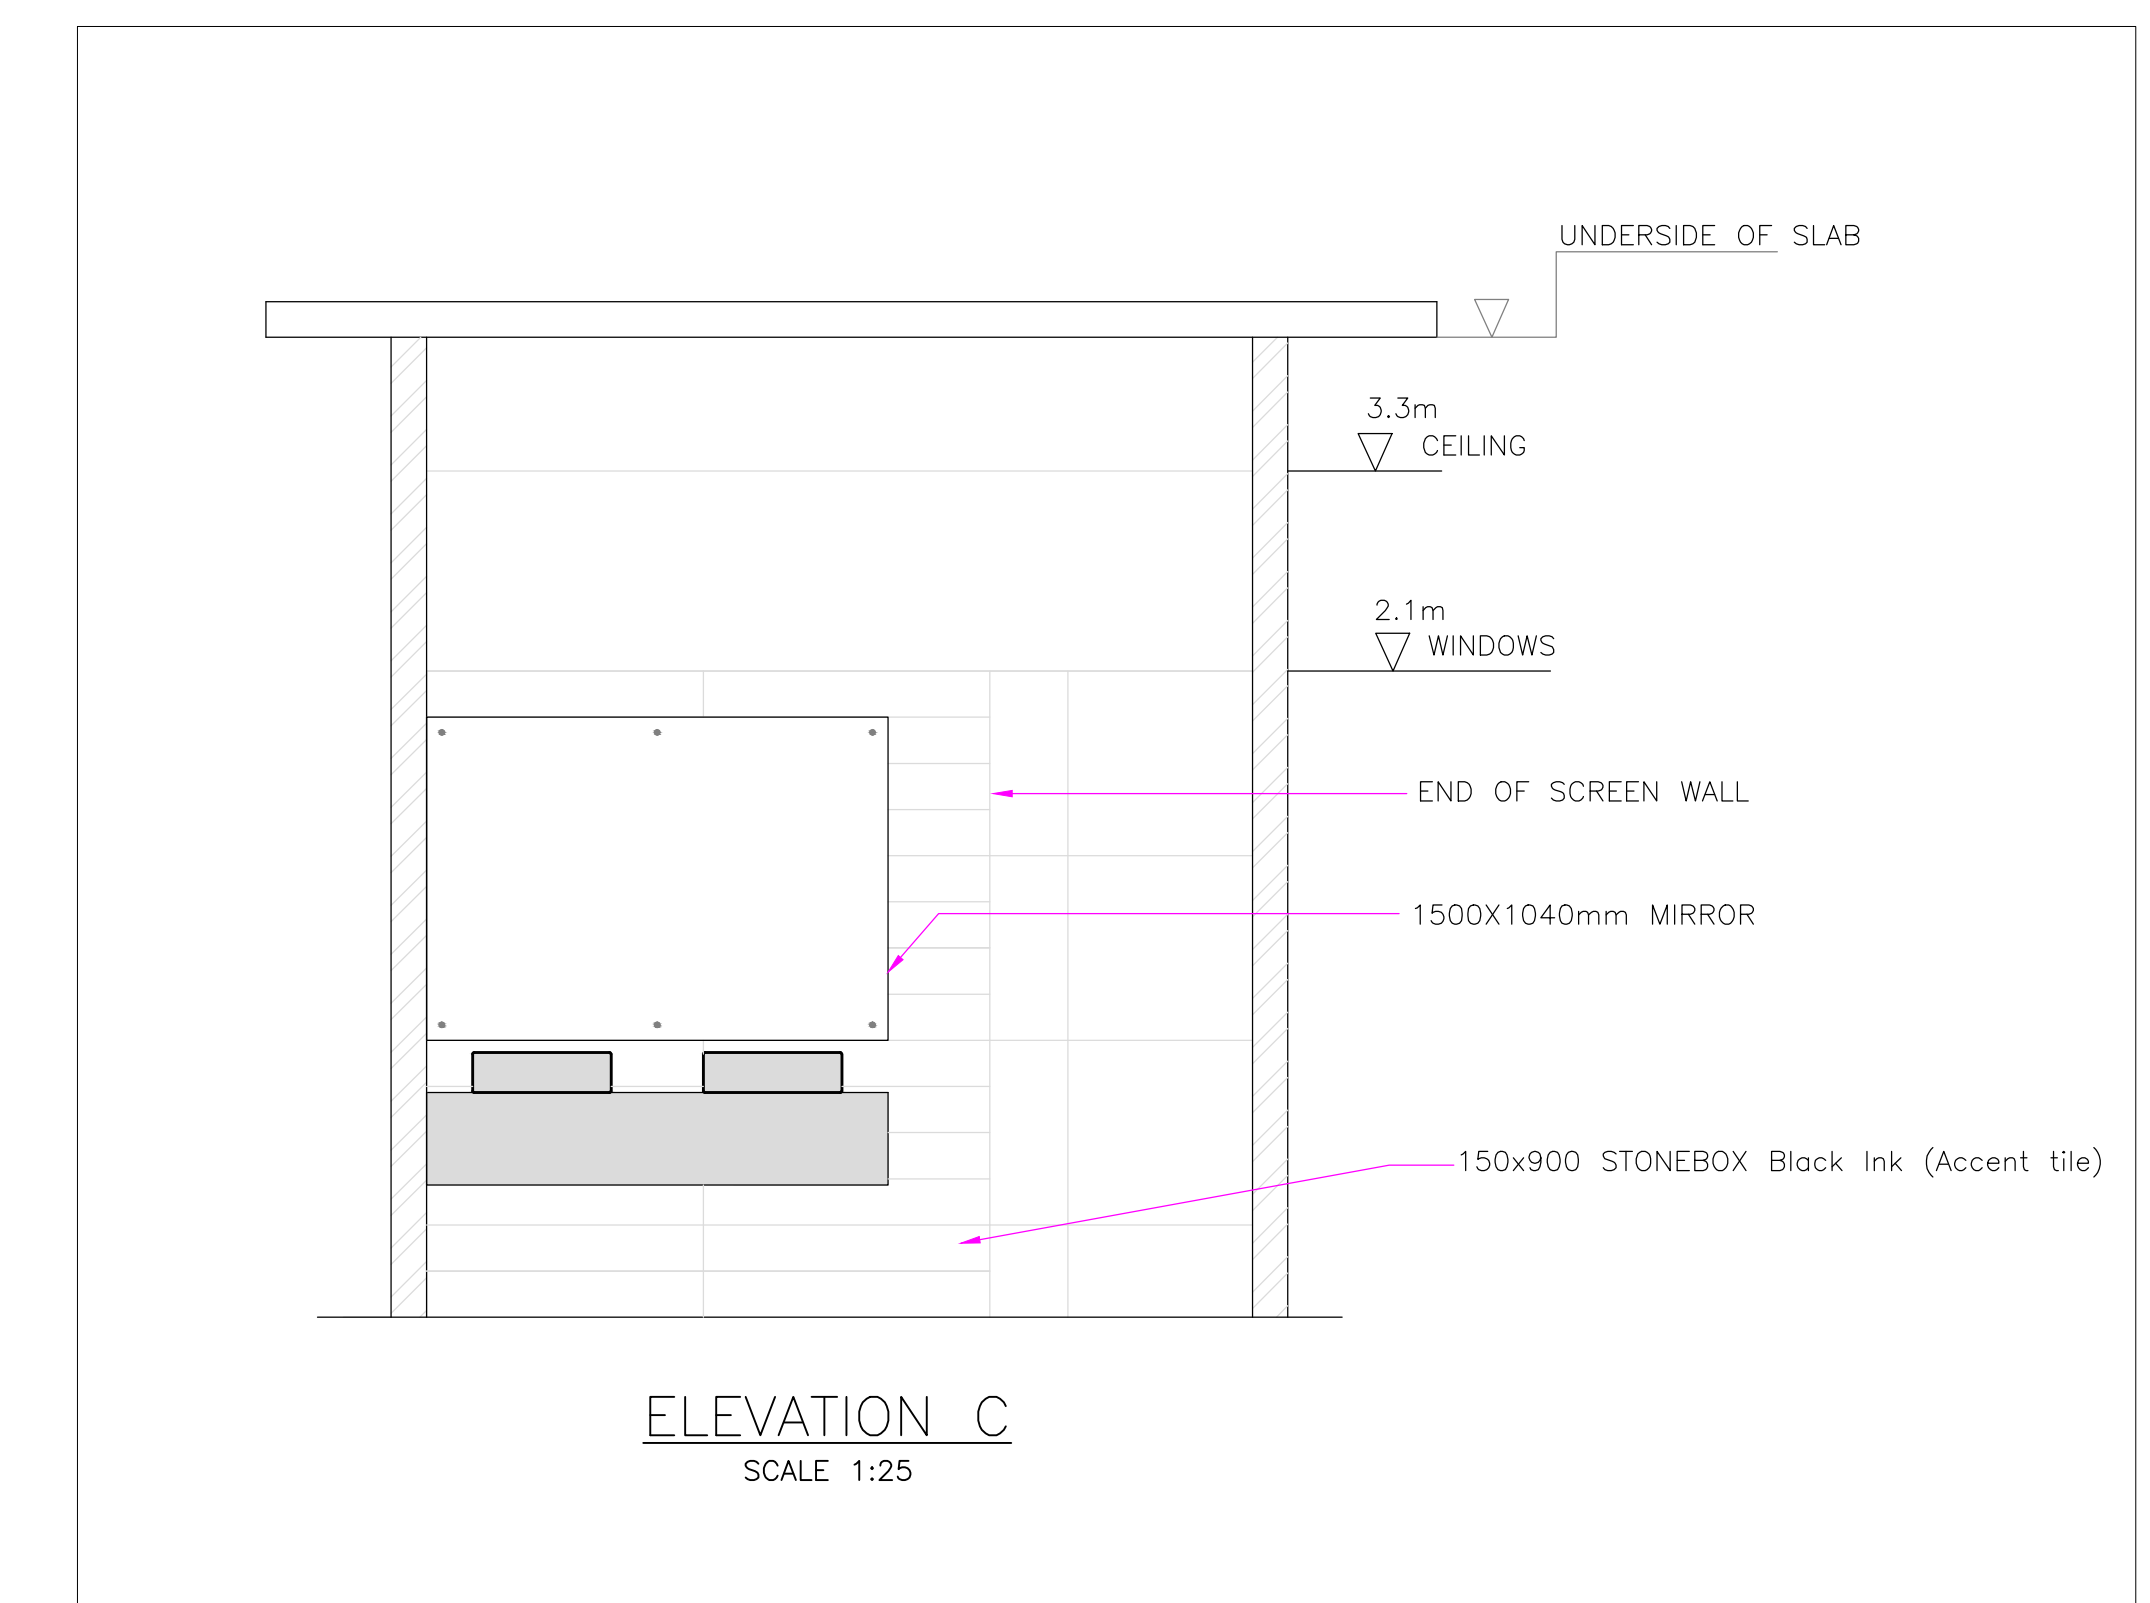 UNDERSIDE OF SLAB
3.3m
CEILING
2.1m
WINDOWS
END OF SCREEN WALL
1500X1040mm MIRROR
150x900 STONEBOX Black Ink (Accent tile)
ELEVATION C
SCALE 1:25